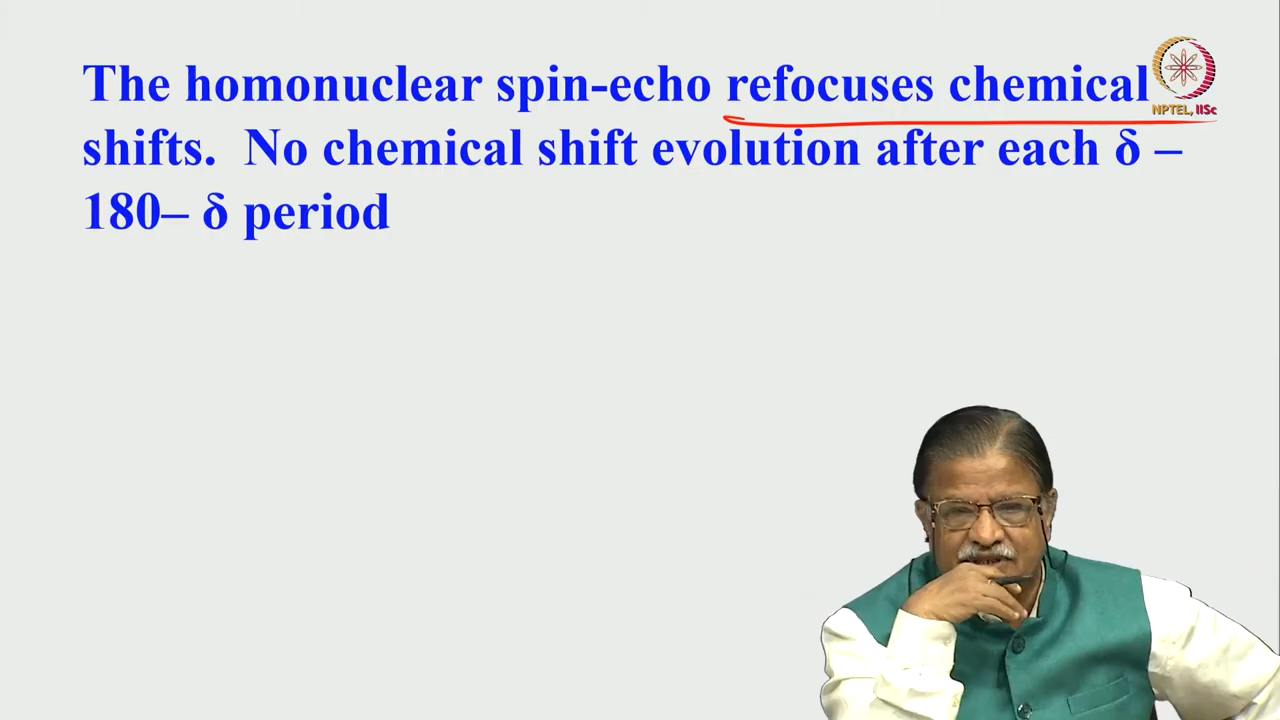 The homonuclear spin-echo refocuses chemical
shifts. No chemical shift evolution after each δ –
180– δ period
NPTEL, IISc